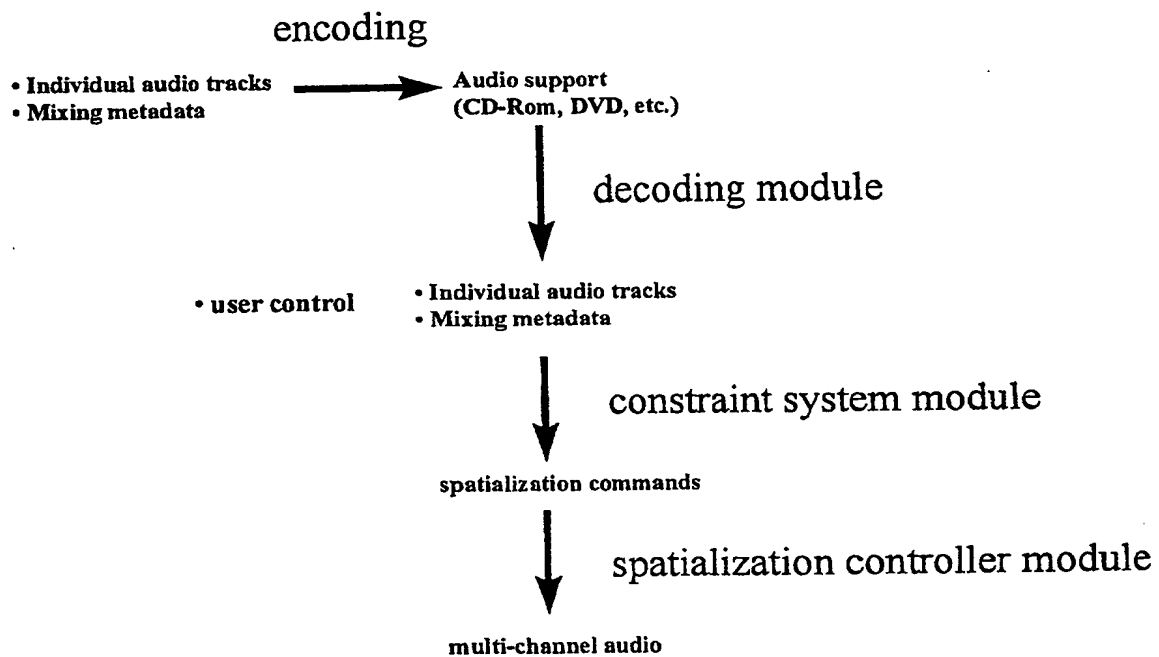 encoding
• Individual audio tracks
• Mixing metadata
Audio support
(CD-Rom, DVD, etc.)
decoding module
• user control
• Individual audio tracks
• Mixing metadata
constraint system module
spatialization commands
spatialization controller module
multi-channel audio